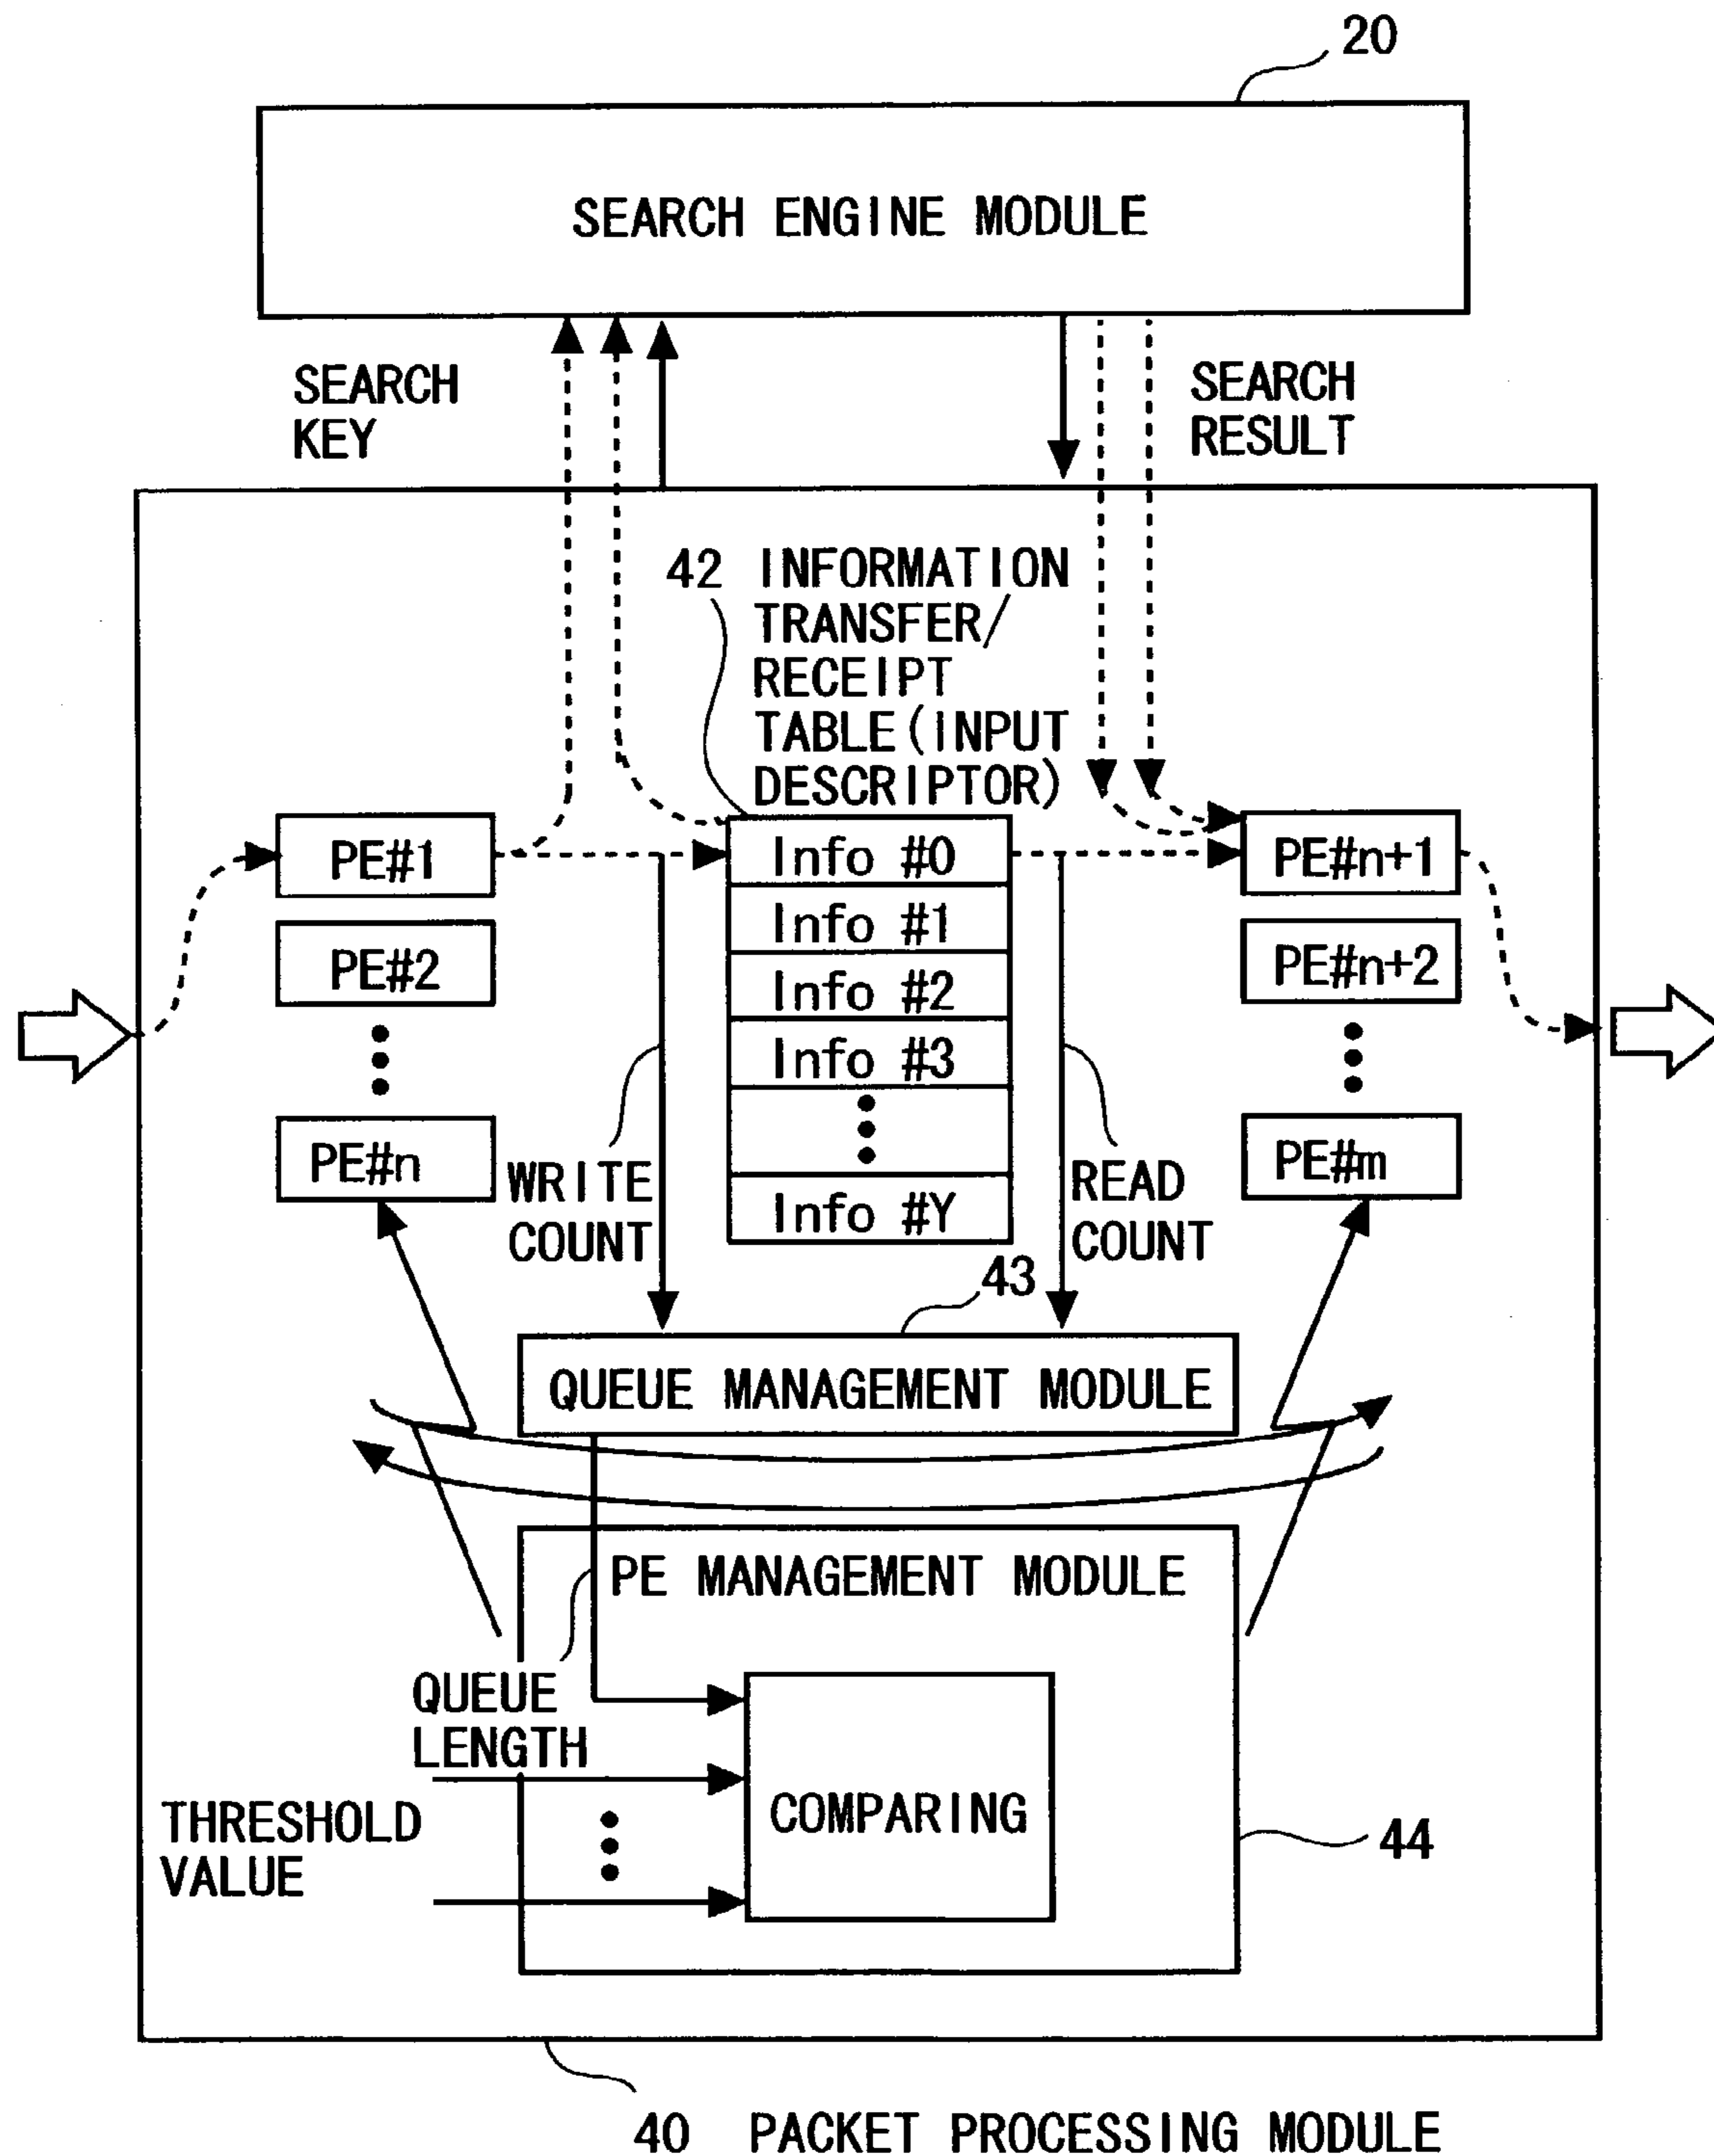 20
SEARCH ENGINE MODULE
SEARCH
KEY
SEARCH
RESULT
42 INFORMATION
TRANSFER/
RECEIPT
TABLE(INPUT
DESCRIPTOR)
PE#1
PE#2
PE#n
Info #0
Info #1
Info #2
Info #3
Info #Y
PE#n+1
PE#n+2
PE#m
WRITE
COUNT
READ
COUNT
43
QUEUE MANAGEMENT MODULE
PE MANAGEMENT MODULE
QUEUE
LENGTH
THRESHOLD
VALUE
COMPARING
44
40 PACKET PROCESSING MODULE